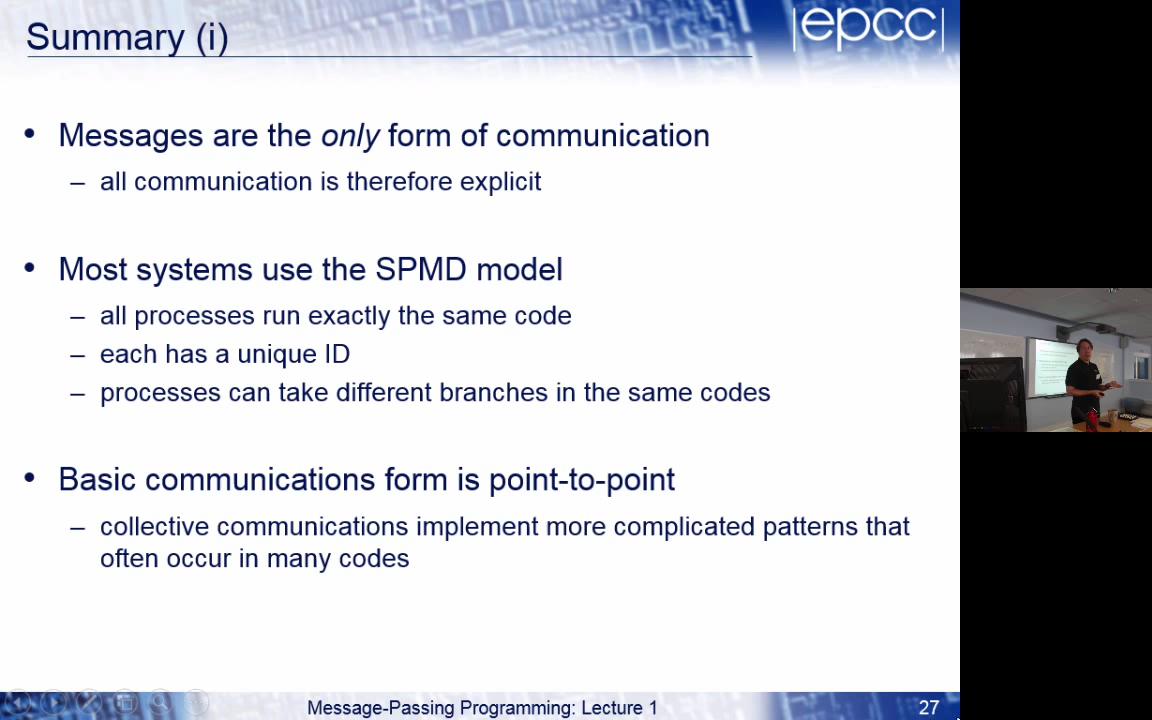 Summary (i)
|epcc|
• Messages are the only form of communication
– all communication is therefore explicit
• Most systems use the SPMD model
– all processes run exactly the same code
– each has a unique ID
– processes can take different branches in the same codes
• Basic communications form is point-to-point
– collective communications implement more complicated patterns that
often occur in many codes
Message-Passing Programming: Lecture 1
27